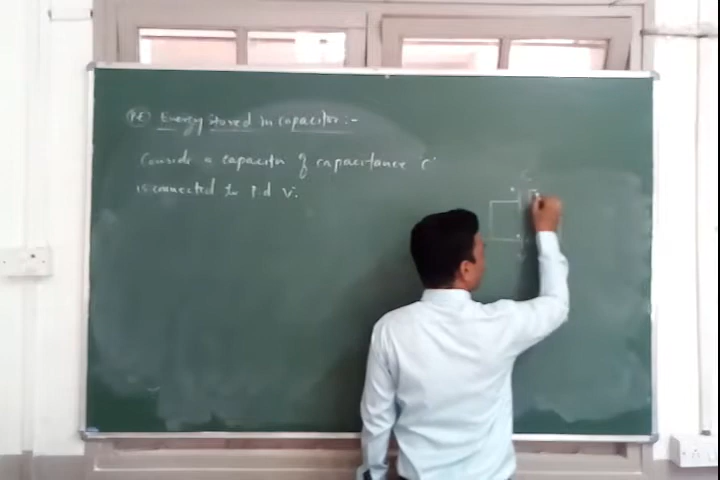 P.E Energy stored in capacitor :-
Consider a capacitor of capacitance 'C'
is connected to P.d V.
C